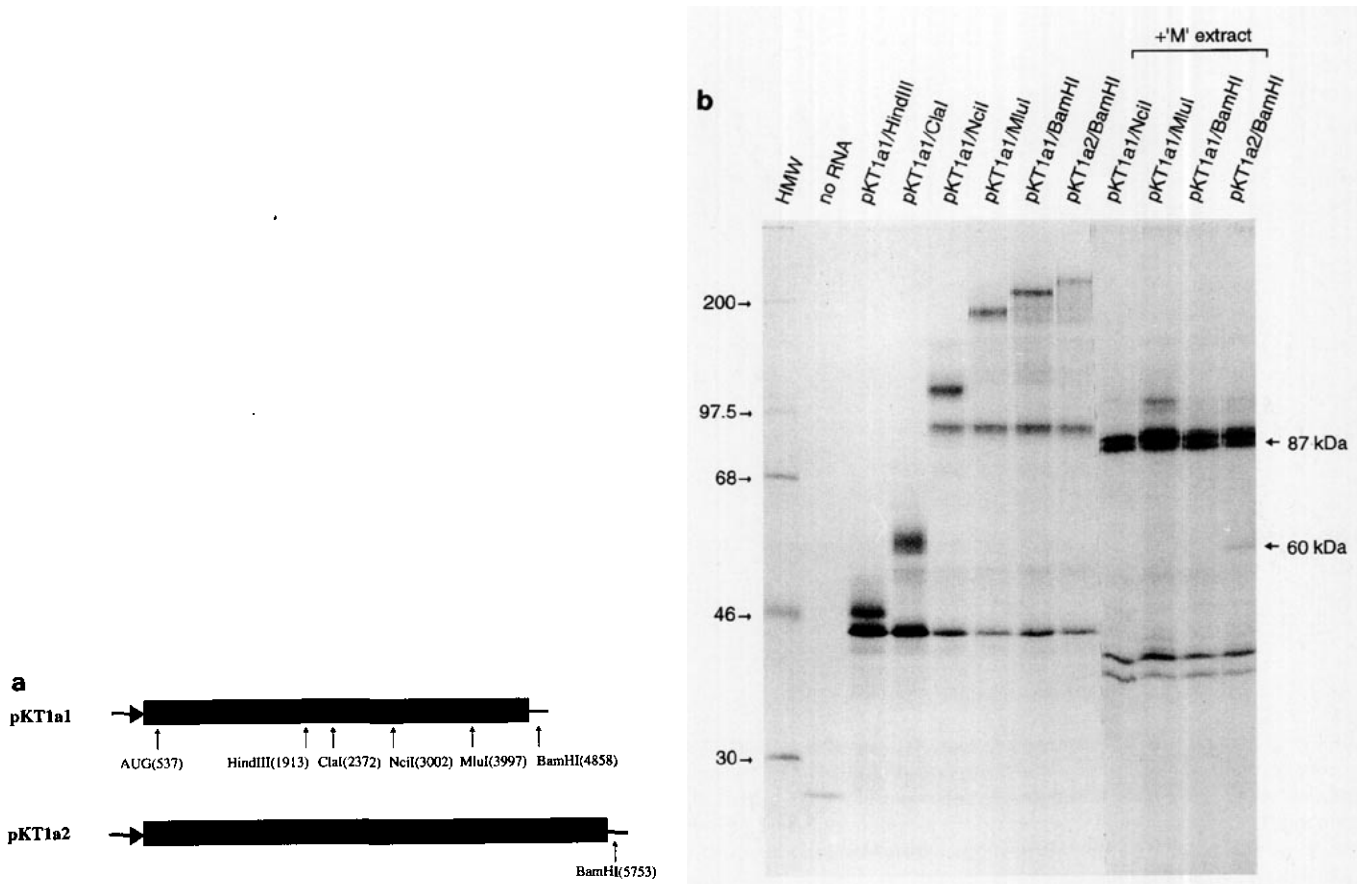 a
pKT1a1
AUG(537) HindIII(1913) ClaI(2372) NciI(3002) MluI(3997) BamHI(4858)
pKT1a2
BamHI(5753)
b
+'M' extract
HMW
no RNA
pKT1a1/HindIII
pKT1a1/ClaI
pKT1a1/NciI
pKT1a1/MluI
pKT1a1/BamHI
pKT1a2/BamHI
pKT1a1/NciI
pKT1a1/MluI
pKT1a1/BamHI
pKT1a2/BamHI
200→
97.5→
← 87 kDa
68→
← 60 kDa
46→
30→